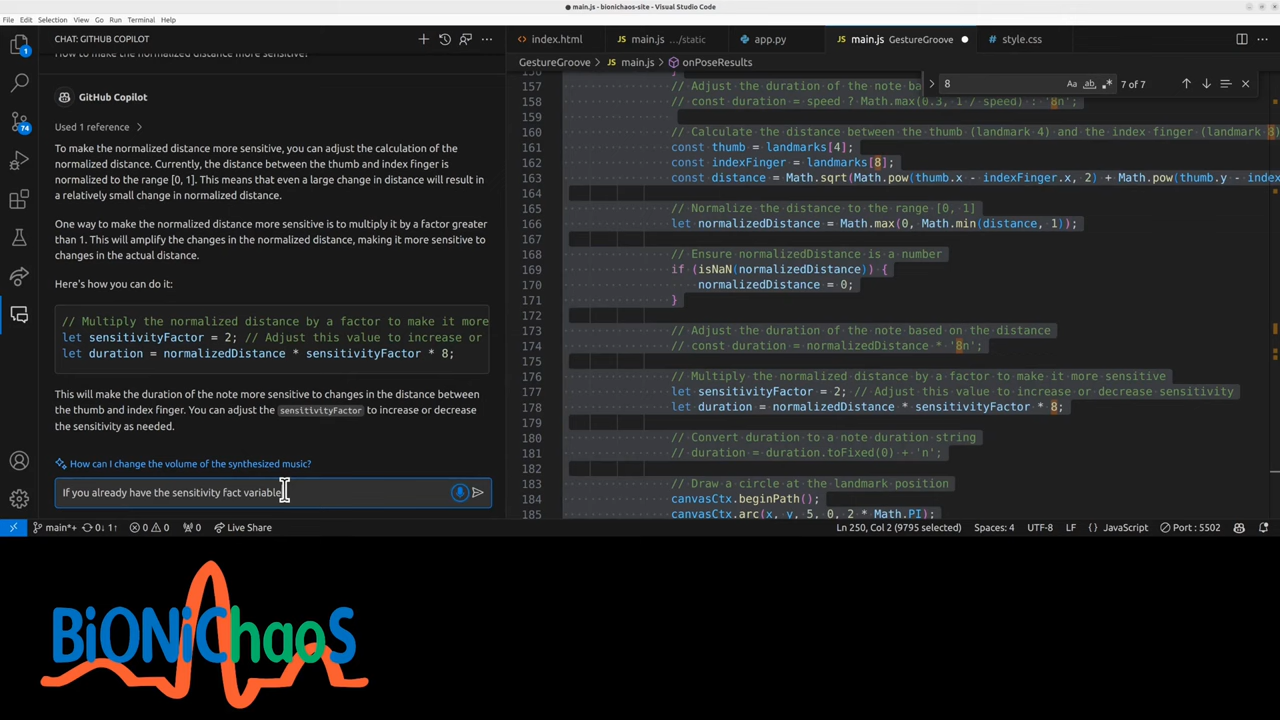 ● main.js - bionichaos-site - Visual Studio Code
File Edit Selection View Go Run Terminal Help
CHAT: GITHUB COPILOT
index.html
main.js .../static
app.py
main.js GestureGroove ●
style.css
GestureGroove > main.js > onPoseResults
8
7 of 7
GitHub Copilot
Used 1 reference >
To make the normalized distance more sensitive, you can adjust the calculation of the
normalized distance. Currently, the distance between the thumb and index finger is
normalized to the range [0, 1]. This means that even a large change in distance will result in
a relatively small change in normalized distance.
One way to make the normalized distance more sensitive is to multiply it by a factor greater
than 1. This will amplify the changes in the normalized distance, making it more sensitive to
changes in the actual distance.
Here's how you can do it:
// Multiply the normalized distance by a factor to make it more
let sensitivityFactor = 2; // Adjust this value to increase or
let duration = normalizedDistance * sensitivityFactor * 8;
This will make the duration of the note more sensitive to changes in the distance between
the thumb and index finger. You can adjust the sensitivityFactor to increase or decrease
the sensitivity as needed.
How can I change the volume of the synthesized music?
If you already have the sensitivity fact variable
157 // Adjust the duration of the note ba
158 // const duration = speed ? Math.max(0.3, 1 / speed) : '8n';
159
160 // Calculate the distance between the thumb (landmark 4) and the index finger (landmark 8)
161 const thumb = landmarks[4];
162 const indexFinger = landmarks[8];
163 const distance = Math.sqrt(Math.pow(thumb.x - indexFinger.x, 2) + Math.pow(thumb.y - inde
164
165 // Normalize the distance to the range [0, 1]
166 let normalizedDistance = Math.max(0, Math.min(distance, 1));
167
168 // Ensure normalizedDistance is a number
169 if (isNaN(normalizedDistance)) {
170 normalizedDistance = 0;
171 }
172
173 // Adjust the duration of the note based on the distance
174 // const duration = normalizedDistance * '8n';
175
176 // Multiply the normalized distance by a factor to make it more sensitive
177 let sensitivityFactor = 2; // Adjust this value to increase or decrease sensitivity
178 let duration = normalizedDistance * sensitivityFactor * 8;
179
180 // Convert duration to a note duration string
181 // duration = duration.toFixed(0) + 'n';
182
183 // Draw a circle at the landmark position
184 canvasCtx.beginPath();
185 canvasCtx.arc(x, y, 5, 0, 2 * Math.PI);
1
74
main*+ 0↓ 1↑ 0 0 0 Live Share
Ln 250, Col 2 (9795 selected) Spaces: 4 UTF-8 LF {} JavaScript Port : 5502
BiONiChaoS